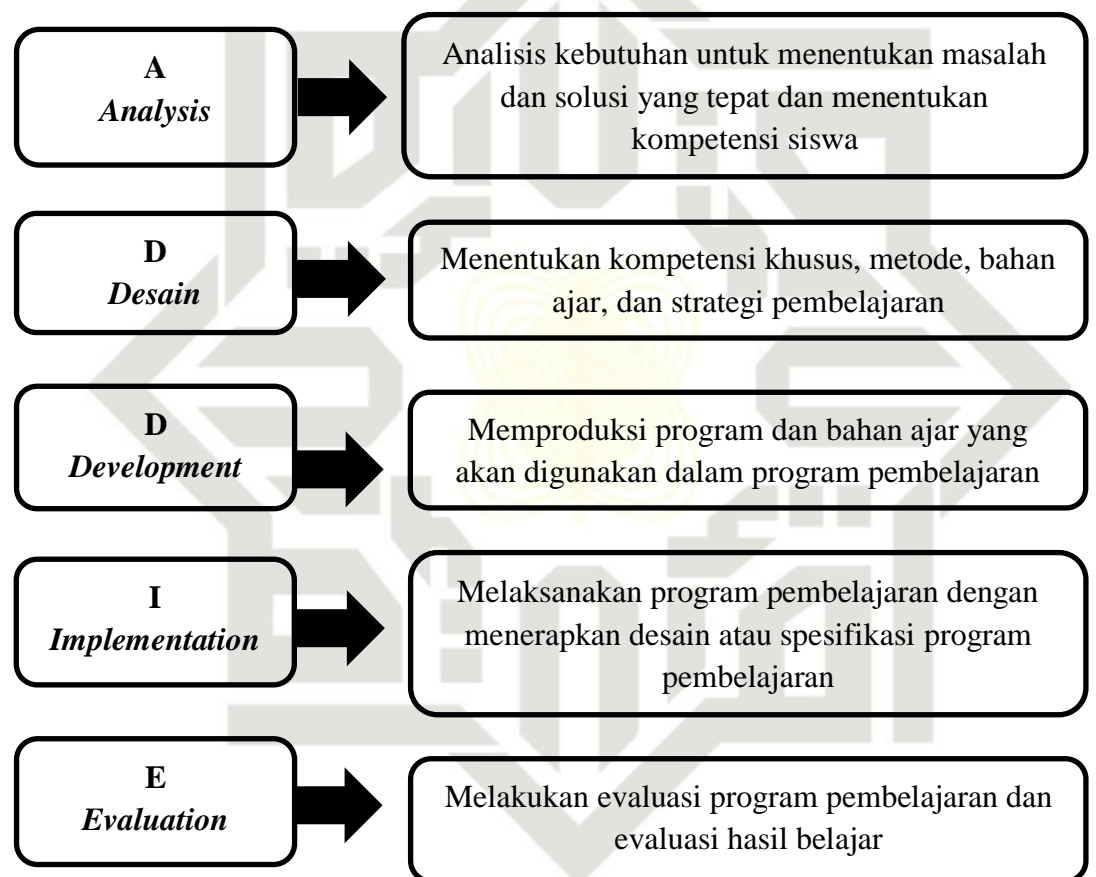 A
Analysis
Analisis kebutuhan untuk menentukan masalah
dan solusi yang tepat dan menentukan
kompetensi siswa
D
Desain
Menentukan kompetensi khusus, metode, bahan
ajar, dan strategi pembelajaran
D
Development
Memproduksi program dan bahan ajar yang
akan digunakan dalam program pembelajaran
I
Implementation
Melaksanakan program pembelajaran dengan
menerapkan desain atau spesifikasi program
pembelajaran
E
Evaluation
Melakukan evaluasi program pembelajaran dan
evaluasi hasil belajar